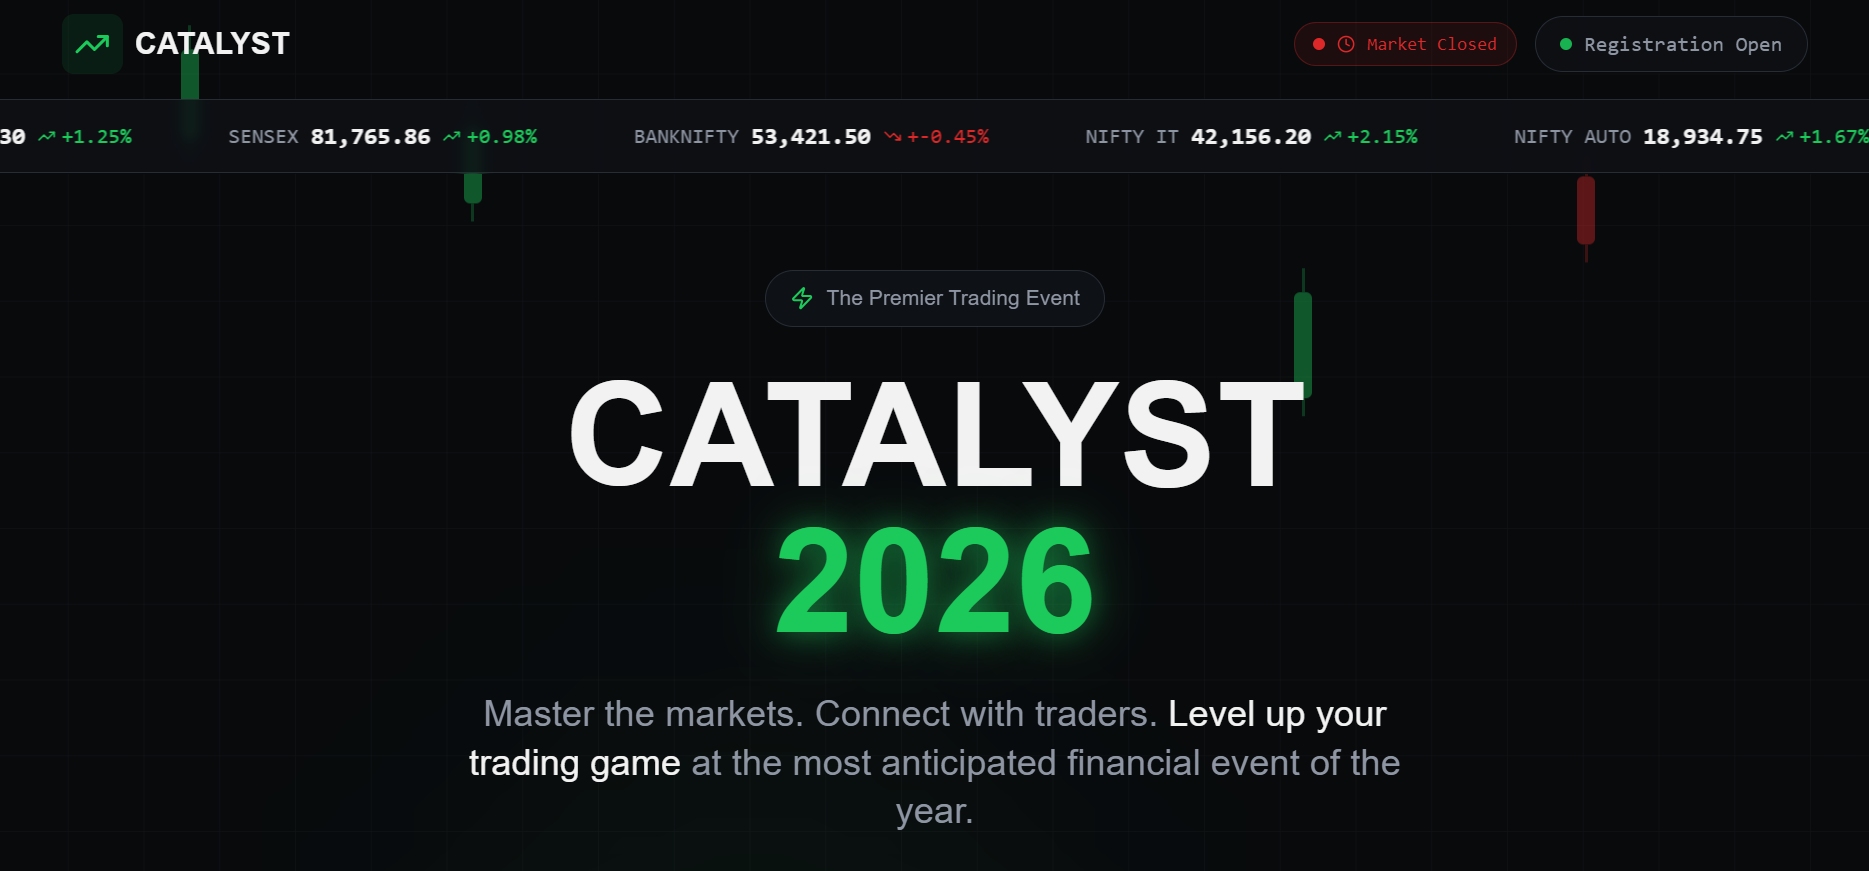 CATALYST
Market Closed
Registration Open
30 +1.25% SENSEX 81,765.86 +0.98% BANKNIFTY 53,421.50 +-0.45% NIFTY IT 42,156.20 +2.15% NIFTY AUTO 18,934.75 +1.67%
The Premier Trading Event
CATALYST
2026
Master the markets. Connect with traders. Level up your
trading game at the most anticipated financial event of the
year.